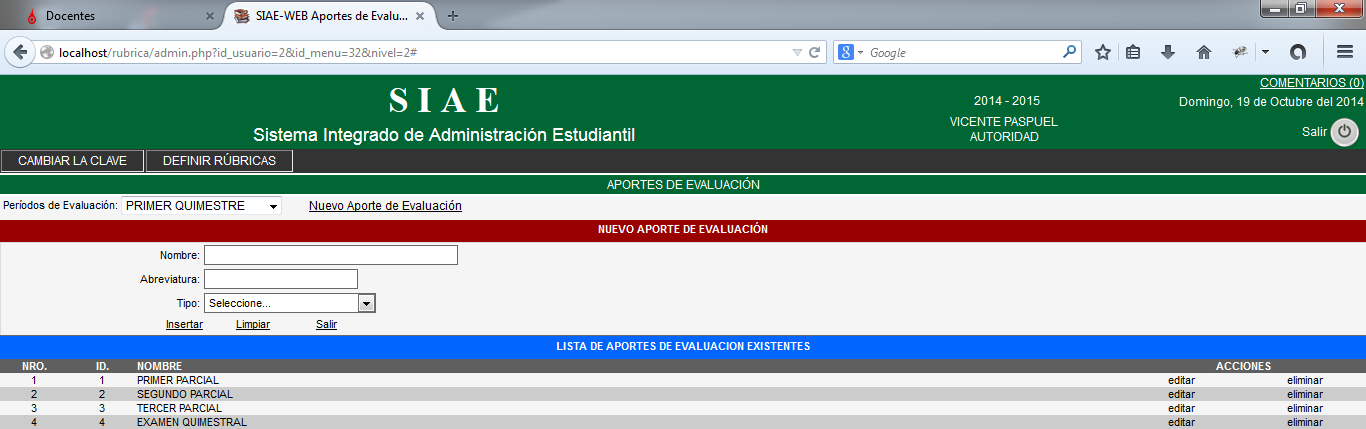 Docentes
SIAE-WEB Aportes de Evalu...
localhost/rubrica/admin.php?id_usuario=2&id_menu=32&nivel=2#
Google
COMENTARIOS (0)
S I A E
2014 - 2015
Domingo, 19 de Octubre del 2014
Sistema Integrado de Administración Estudiantil
VICENTE PASPUEL
AUTORIDAD
Salir
CAMBIAR LA CLAVE DEFINIR RÚBRICAS
APORTES DE EVALUACIÓN
Períodos de Evaluación: PRIMER QUIMESTRE Nuevo Aporte de Evaluación
NUEVO APORTE DE EVALUACIÓN
Nombre:
Abreviatura:
Tipo: Seleccione...
Insertar Limpiar Salir
LISTA DE APORTES DE EVALUACION EXISTENTES
NRO. ID. NOMBRE ACCIONES
1 1 PRIMER PARCIAL editar eliminar
2 2 SEGUNDO PARCIAL editar eliminar
3 3 TERCER PARCIAL editar eliminar
4 4 EXAMEN QUIMESTRAL editar eliminar